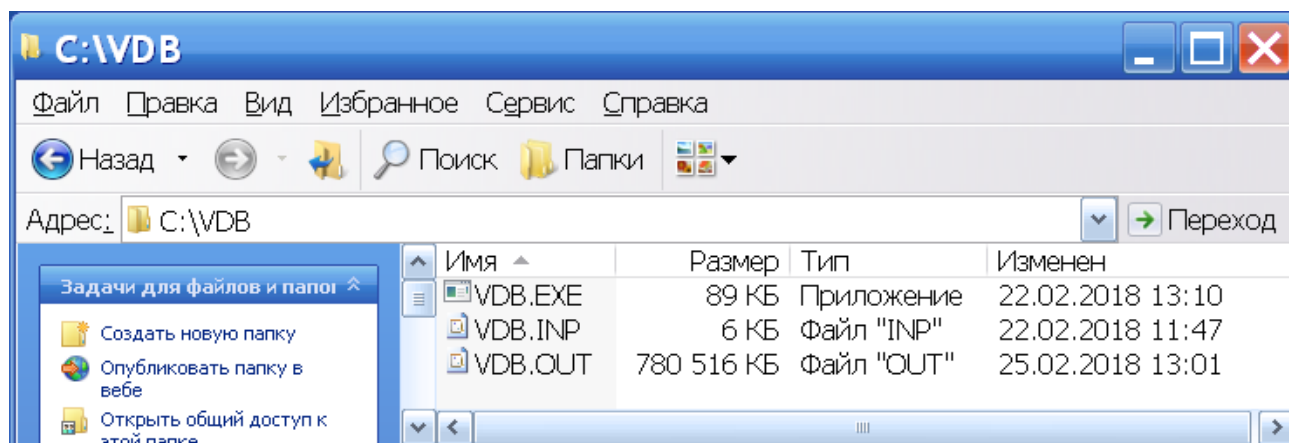 C:\VDB
Файл Правка Вид Избранное Сервис Справка
Назад Поиск Папки
Адрес: C:\VDB Переход
Имя Размер Тип Изменен
VDB.EXE 89 КБ Приложение 22.02.2018 13:10
VDB.INP 6 КБ Файл "INP" 22.02.2018 11:47
VDB.OUT 780 516 КБ Файл "OUT" 25.02.2018 13:01
Задачи для файлов и папо
Создать новую папку
Опубликовать папку в
вебе
Открыть общий доступ к
этой папке